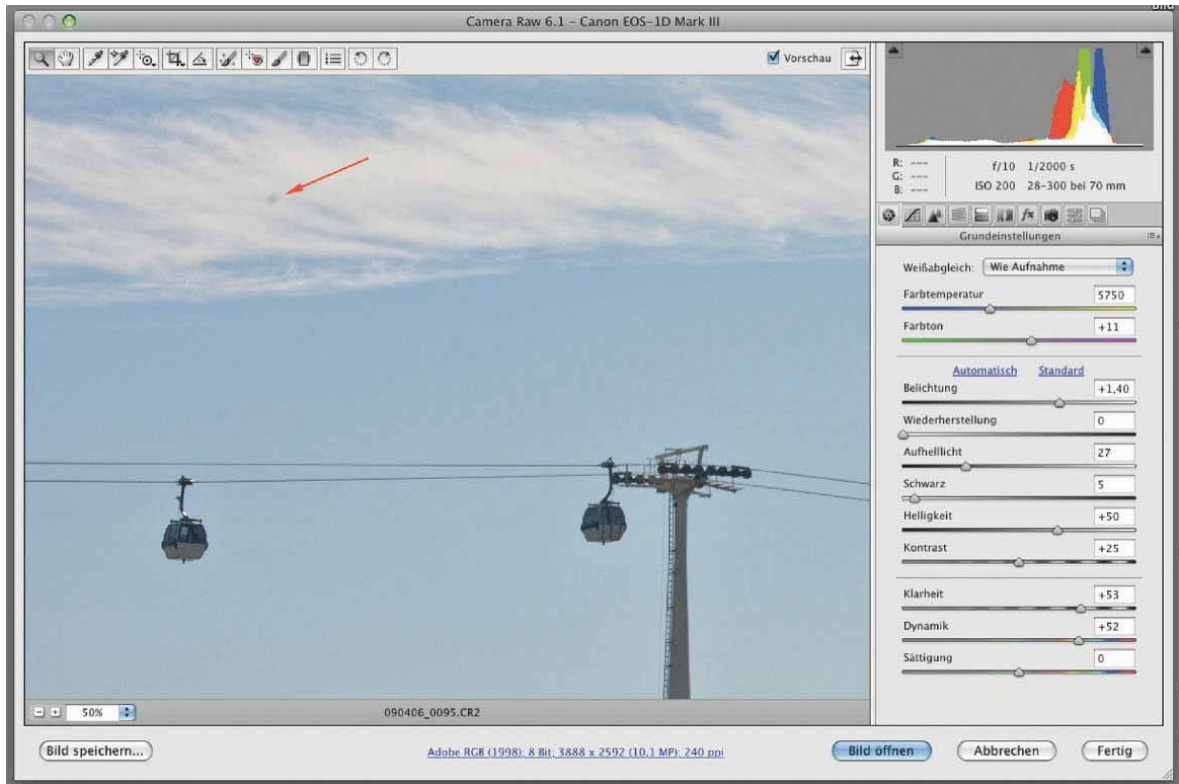 Bild
Camera Raw 6.1 – Canon EOS-1D Mark III
Vorschau
R: ---
G: ---
B: ---
f/10 1/2000 s
ISO 200 28-300 bei 70 mm
fx
Grundeinstellungen
Weißabgleich: Wie Aufnahme
Farbtemperatur 5750
Farbton +11
Automatisch Standard
Belichtung +1,40
Wiederherstellung 0
Aufhelllicht 27
Schwarz 5
Helligkeit +50
Kontrast +25
Klarheit +53
Dynamik +52
Sättigung 0
50% 090406_0095.CR2
Bild speichern... Adobe RGB (1998); 8 Bit; 3888 x 2592 (10,1 MP); 240 ppi Bild öffnen Abbrechen Fertig